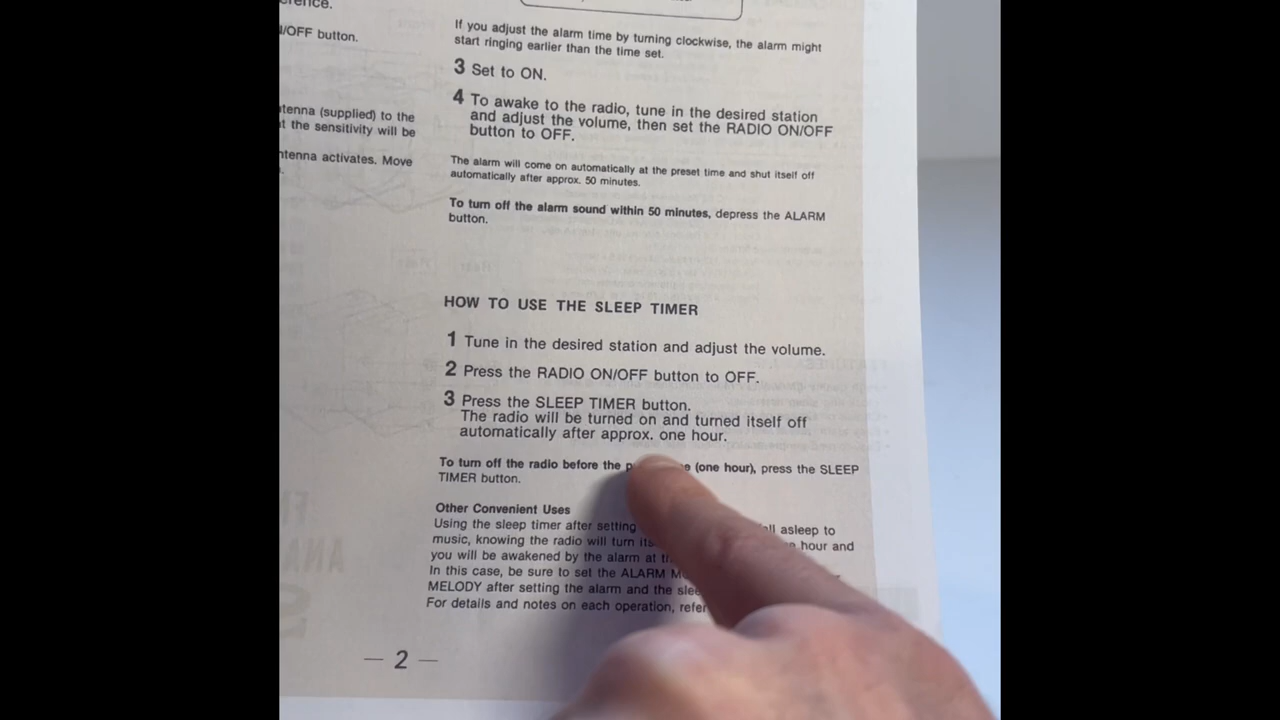 erence.
I/OFF button.
tenna (supplied) to the
t the sensitivity will be
ntenna activates. Move
If you adjust the alarm time by turning clockwise, the alarm might
start ringing earlier than the time set.
3 Set to ON.
4 To awake to the radio, tune in the desired station
and adjust the volume, then set the RADIO ON/OFF
button to OFF.
The alarm will come on automatically at the preset time and shut itself off
automatically after approx. 50 minutes.
To turn off the alarm sound within 50 minutes, depress the ALARM
button.
HOW TO USE THE SLEEP TIMER
1 Tune in the desired station and adjust the volume.
2 Press the RADIO ON/OFF button to OFF.
3 Press the SLEEP TIMER button.
The radio will be turned on and turned itself off
automatically after approx. one hour.
To turn off the radio before the (one hour), press the SLEEP
TIMER button.
Other Convenient Uses
Using the sleep timer after setting asleep to
music, knowing the radio will turn hour and
you will be awakened by the alarm at
In this case, be sure to set the ALARM
MELODY after setting the alarm and the
For details and notes on each operation, refer
— 2 —